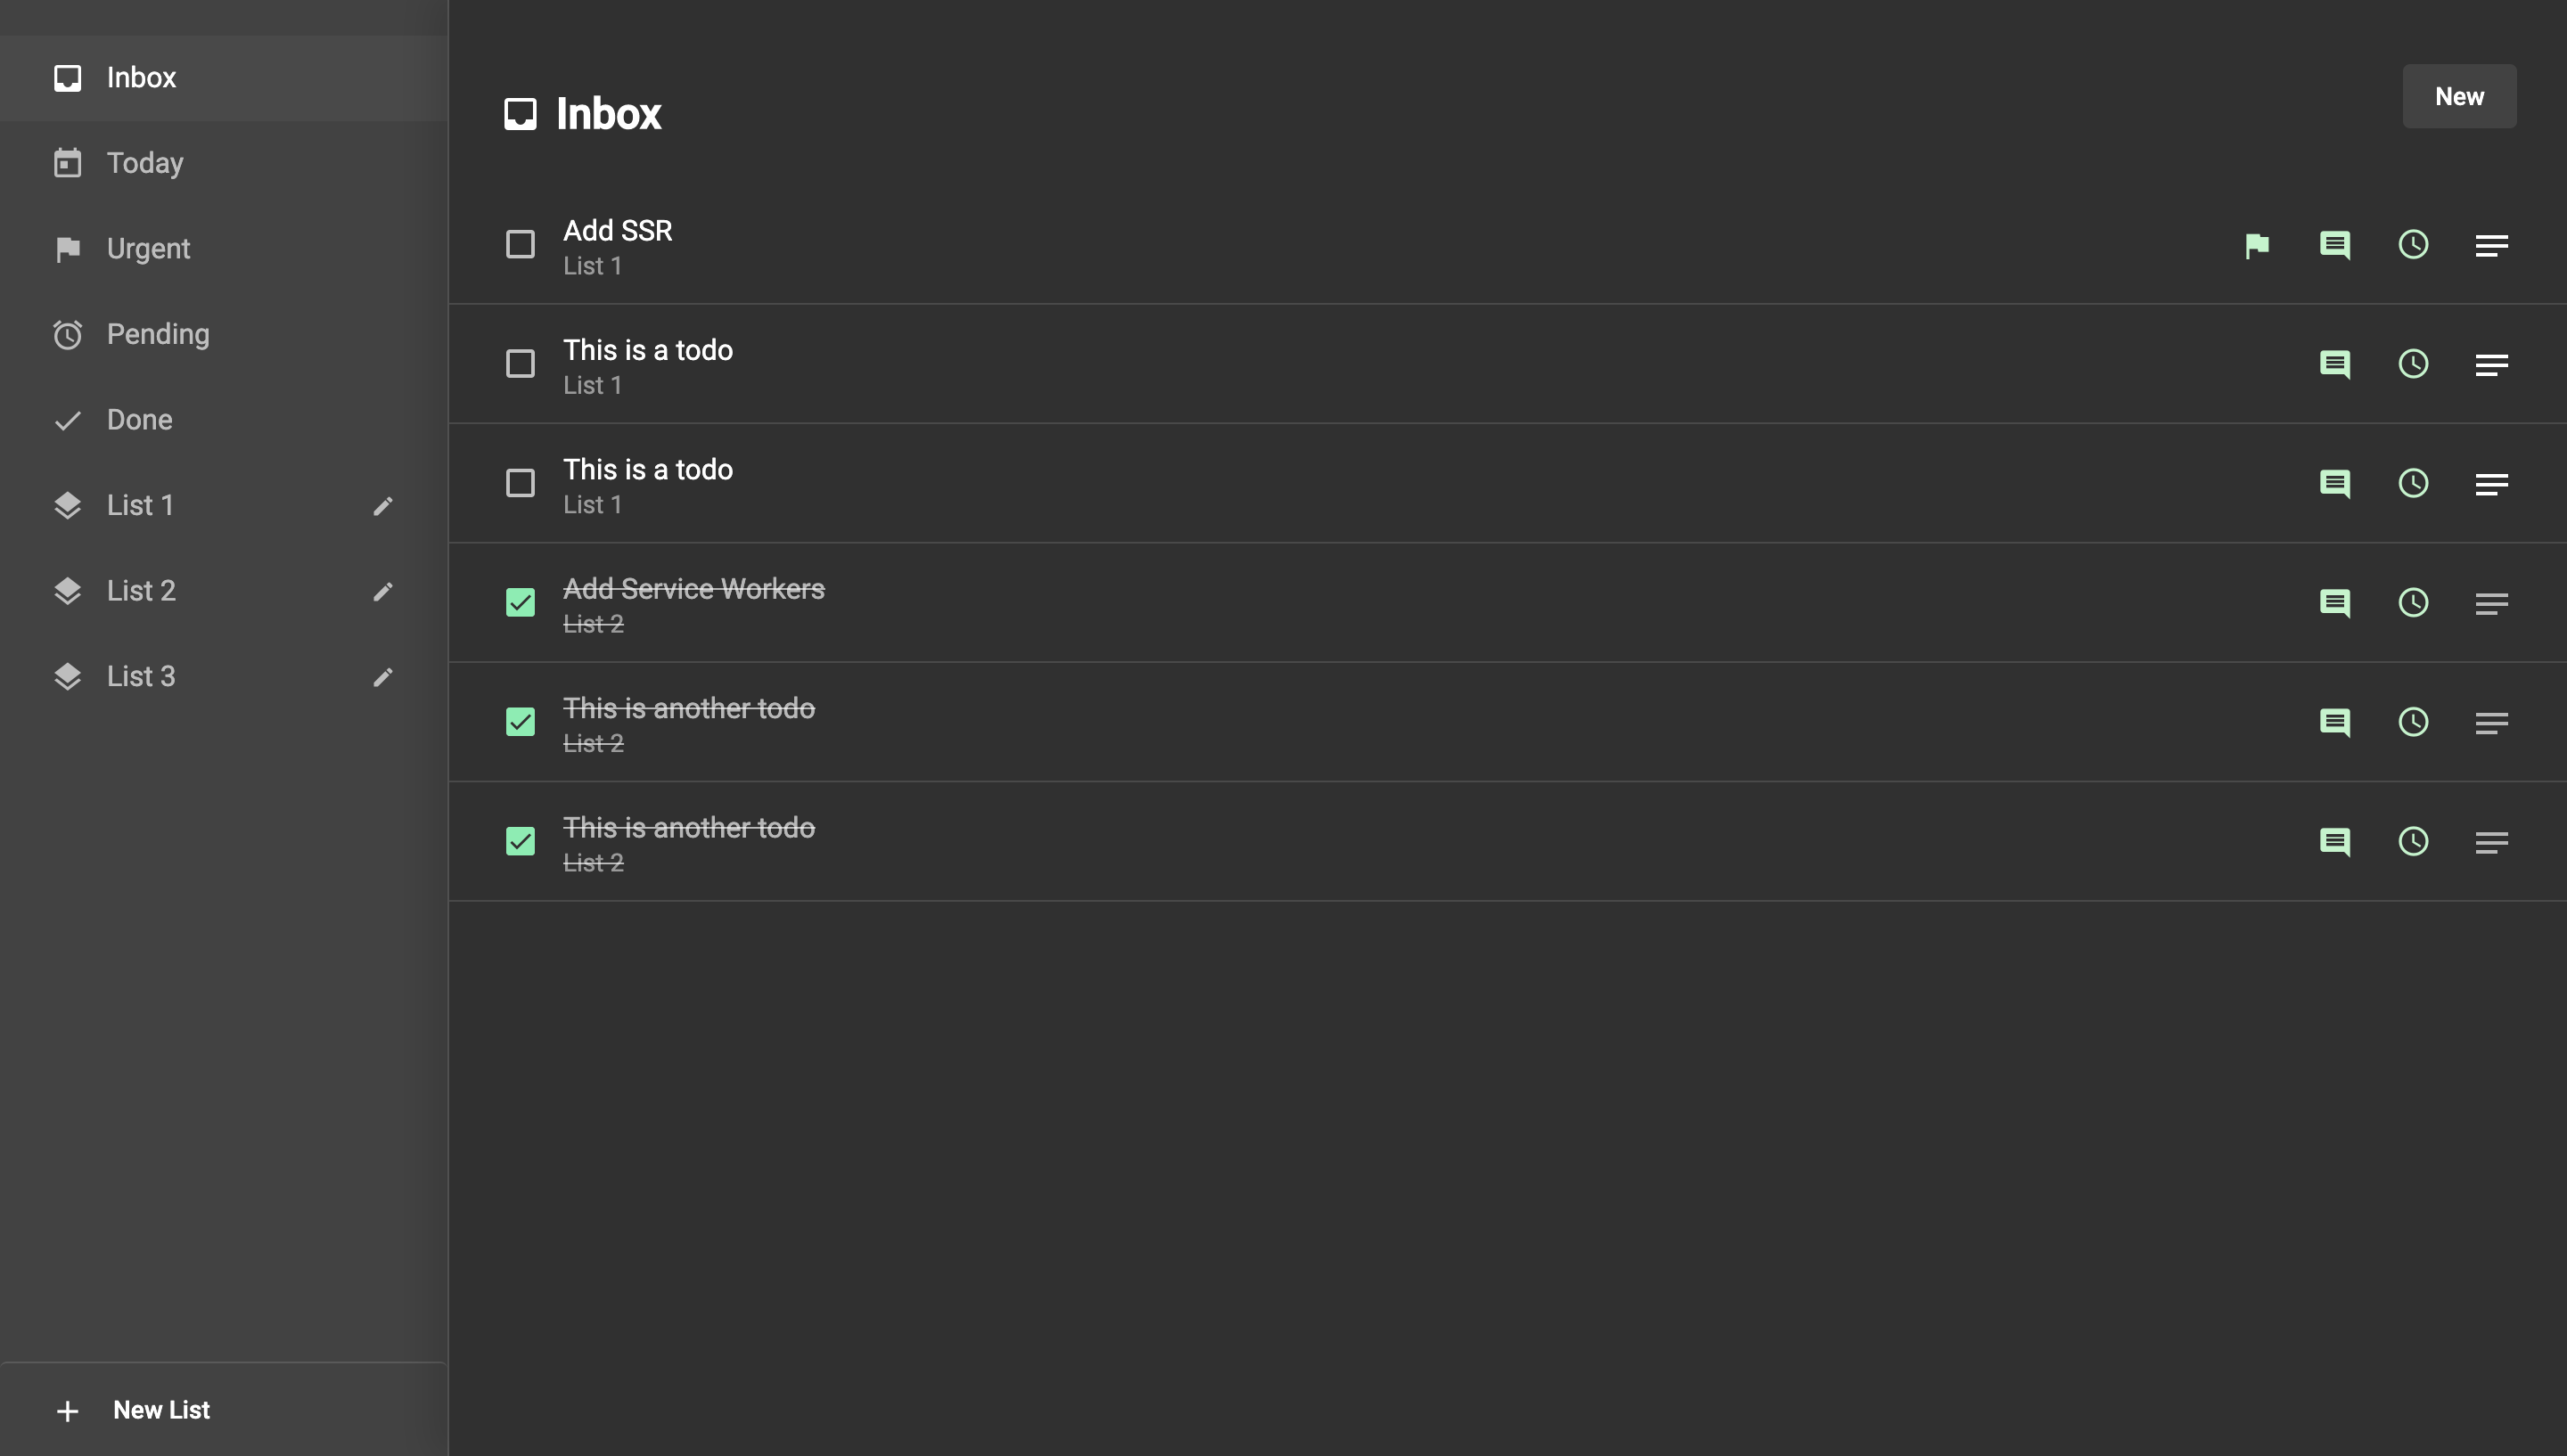 Inbox
Today
Urgent
Pending
Done
List 1
List 2
List 3
New List
Inbox
New
Add SSR
List 1
This is a todo
List 1
This is a todo
List 1
Add Service Workers
List 2
This is another todo
List 2
This is another todo
List 2